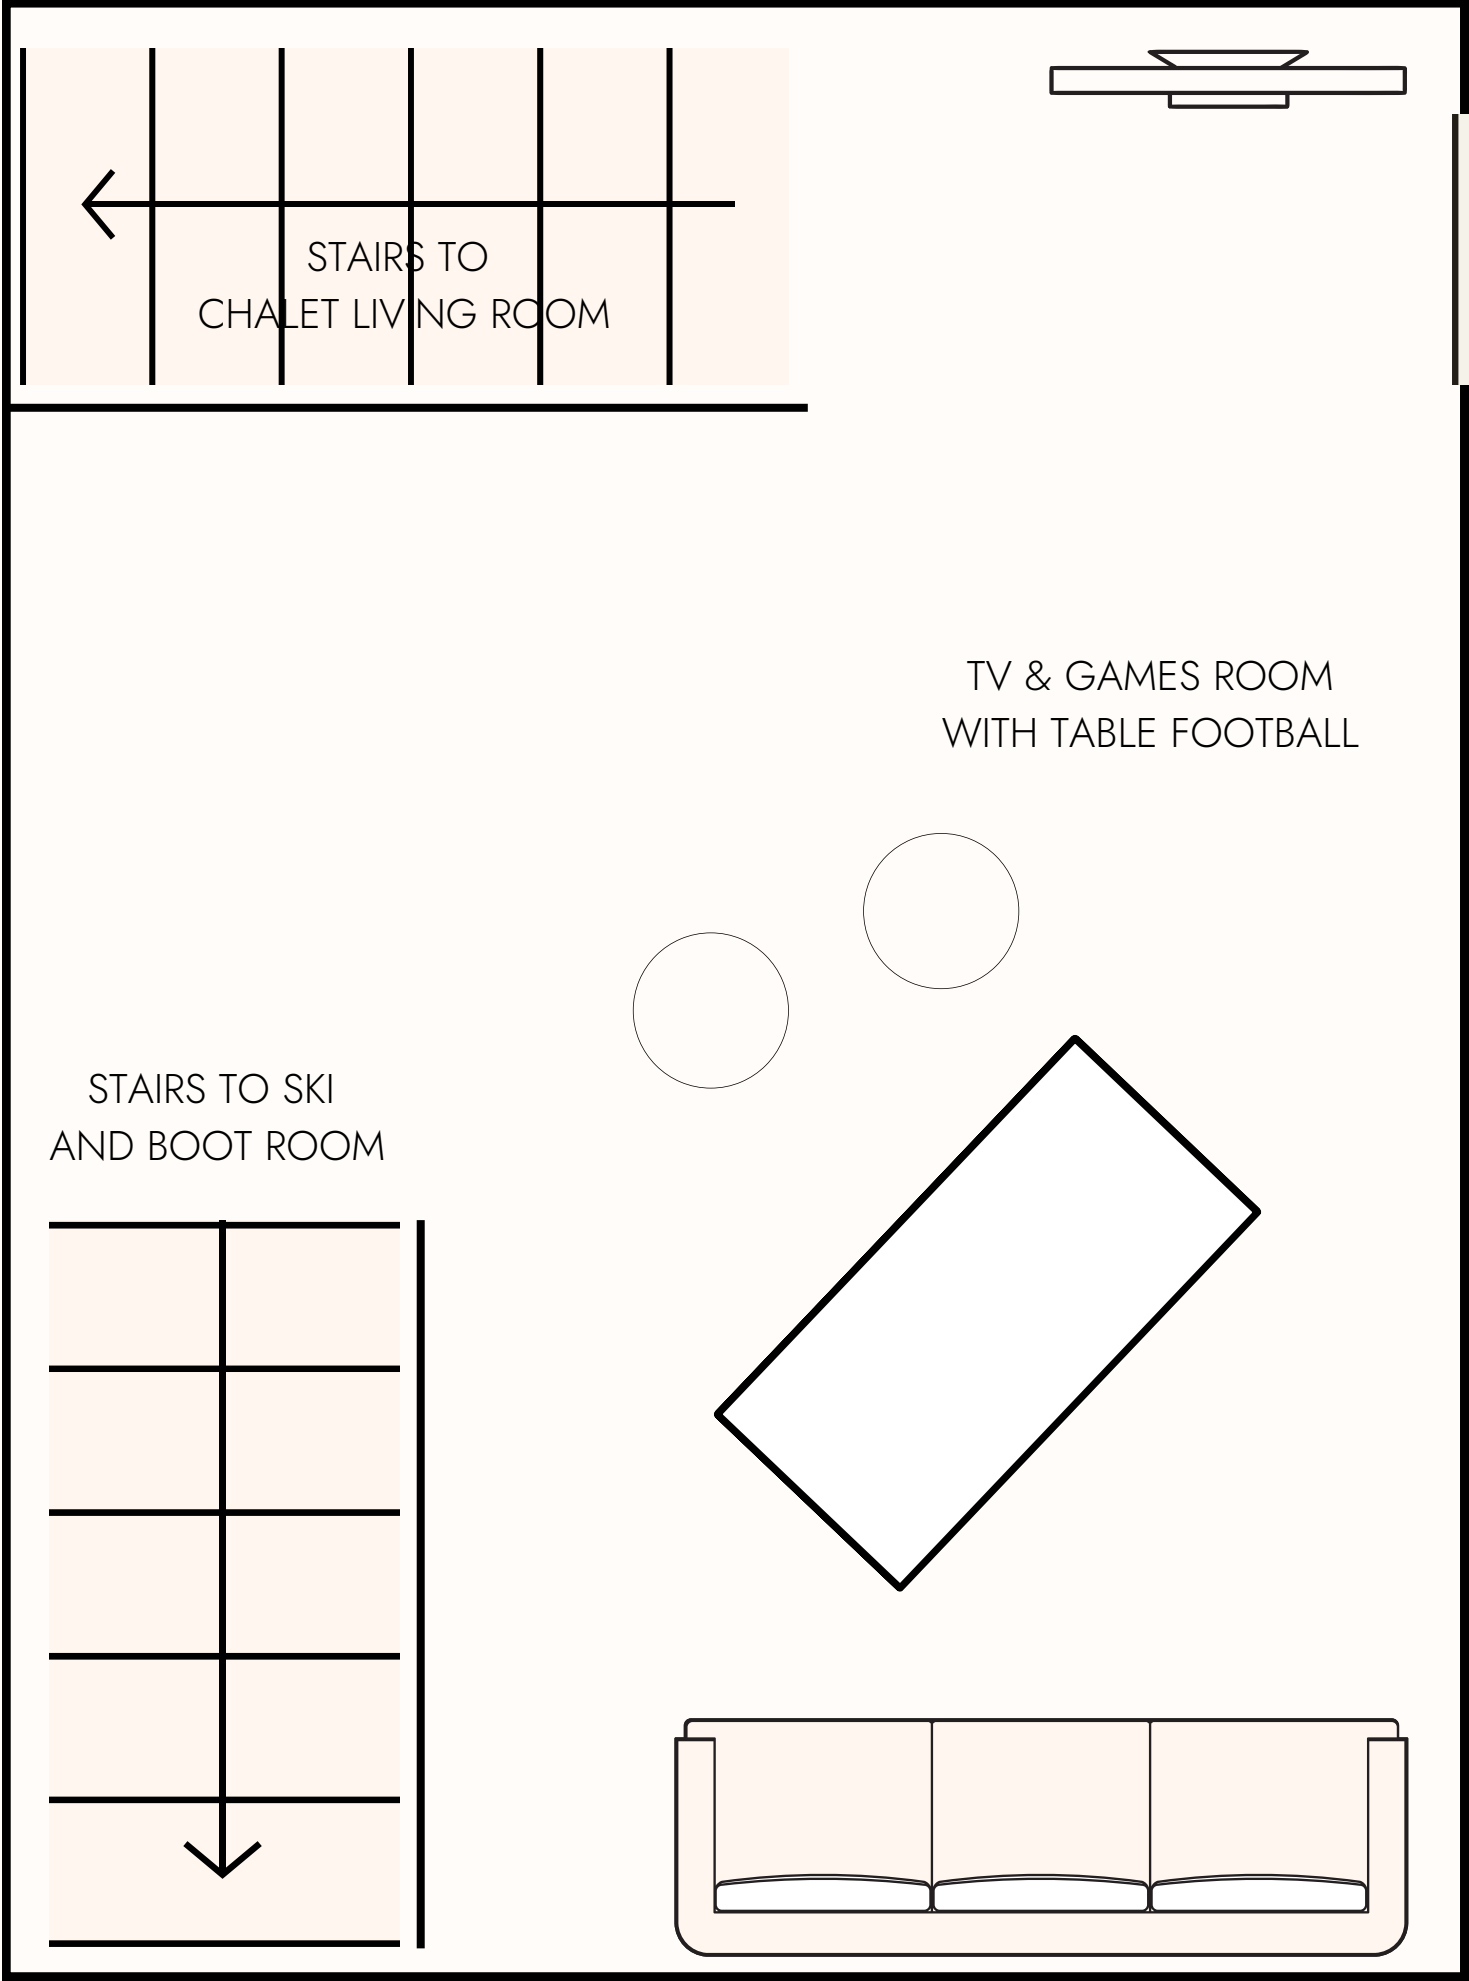 STAIRS TO
CHALET LIVING ROOM
TV & GAMES ROOM
WITH TABLE FOOTBALL
STAIRS TO SKI
AND BOOT ROOM